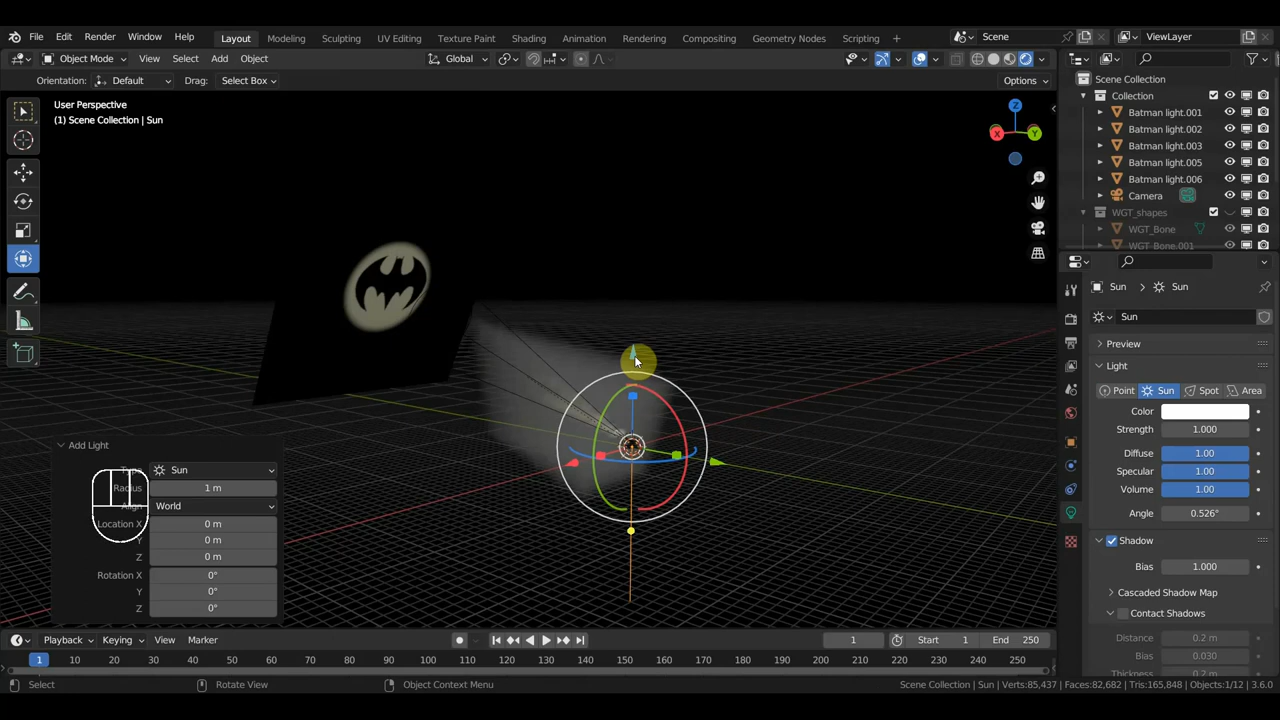 File Edit Render Window Help Layout Modeling Sculpting UV Editing Texture Paint Shading Animation Rendering Compositing Geometry Nodes Scripting + Scene ViewLayer
Object Mode View Select Add Object Global
Orientation: Default Drag: Select Box Options
User Perspective
(1) Scene Collection | Sun
Z
X
Y
Scene Collection
Collection
Batman light.001
Batman light.002
Batman light.003
Batman light.005
Batman light.006
Camera
WGT_shapes
WGT_Bone
WGT_Bone.001
Sun > Sun
Sun
Preview
Light
Point Sun Spot Area
Color
Strength 1.000
Diffuse 1.00
Specular 1.00
Volume 1.00
Angle 0.526°
Shadow
Bias 1.000
Cascaded Shadow Map
Contact Shadows
Distance 0.2 m
Bias 0.030
Thickness 0.2 m
Add Light
Sun
Radius 1 m
Align World
Location X 0 m
Y 0 m
Z 0 m
Rotation X 0°
Y 0°
Z 0°
Playback Keying View Marker 1 Start 1 End 250
1 10 20 30 40 50 60 70 80 90 100 110 120 130 140 150 160 170 180 190 200 210 220 230 240 250
Select Rotate View Object Context Menu Scene Collection | Sun | Verts:85,437 | Faces:82,682 | Tris:165,848 | Objects:1/12 | 3.6.0